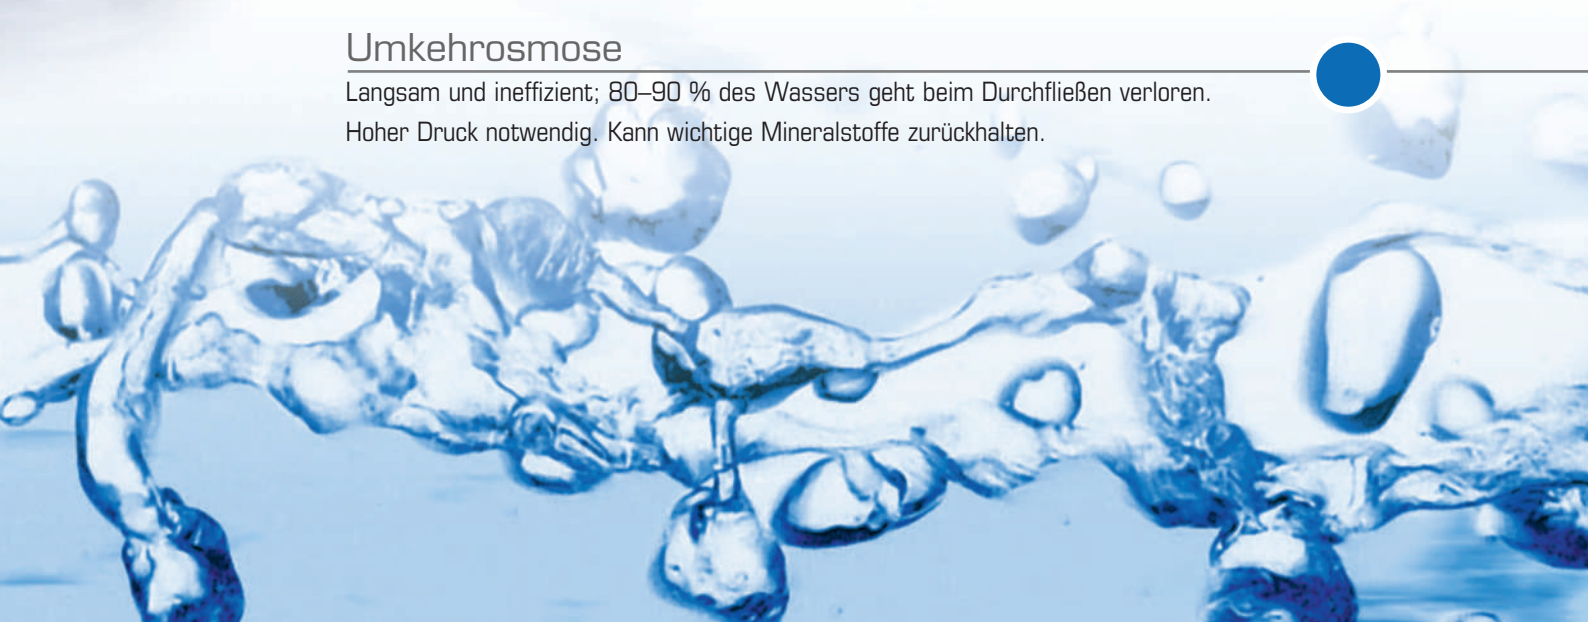 Umkehrosmose
Langsam und ineffizient; 80–90 % des Wassers geht beim Durchfließen verloren.
Hoher Druck notwendig. Kann wichtige Mineralstoffe zurückhalten.